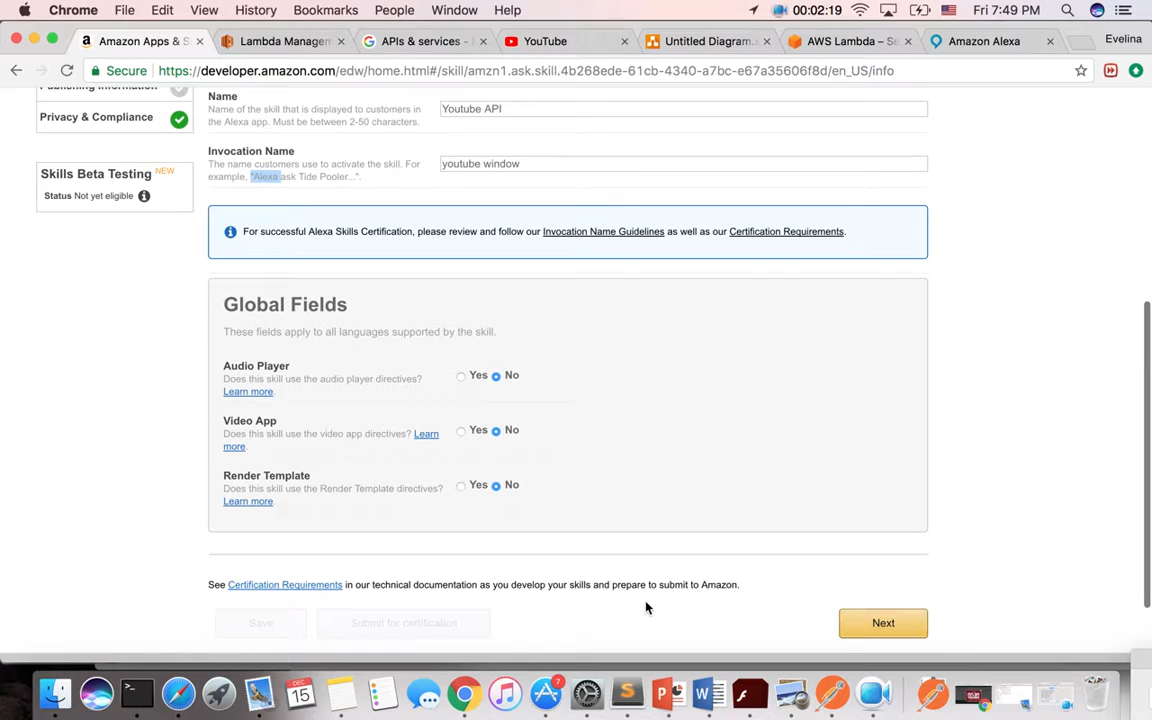 Chrome File Edit View History Bookmarks People Window Help 00:02:19 Fri 7:49 PM
Amazon Apps & S Lambda Managem APIs & services - YouTube Untitled Diagram.x AWS Lambda – Se Amazon Alexa Evelina
Secure https://developer.amazon.com/edw/home.html#/skill/amzn1.ask.skill.4b268ede-61cb-4340-a7bc-e67a35606f8d/en_US/info
Publishing Information
Privacy & Compliance
Skills Beta Testing NEW
Status Not yet eligible
Name
Name of the skill that is displayed to customers in
the Alexa app. Must be between 2-50 characters.
Youtube API
Invocation Name
The name customers use to activate the skill. For
example, "Alexa ask Tide Pooler...".
youtube window
For successful Alexa Skills Certification, please review and follow our Invocation Name Guidelines as well as our Certification Requirements.
Global Fields
These fields apply to all languages supported by the skill.
Audio Player
Does this skill use the audio player directives?
Learn more.
Yes No
Video App
Does this skill use the video app directives? Learn
more.
Yes No
Render Template
Does this skill use the Render Template directives?
Learn more.
Yes No
See Certification Requirements in our technical documentation as you develop your skills and prepare to submit to Amazon.
Save Submit for certification Next
15
7